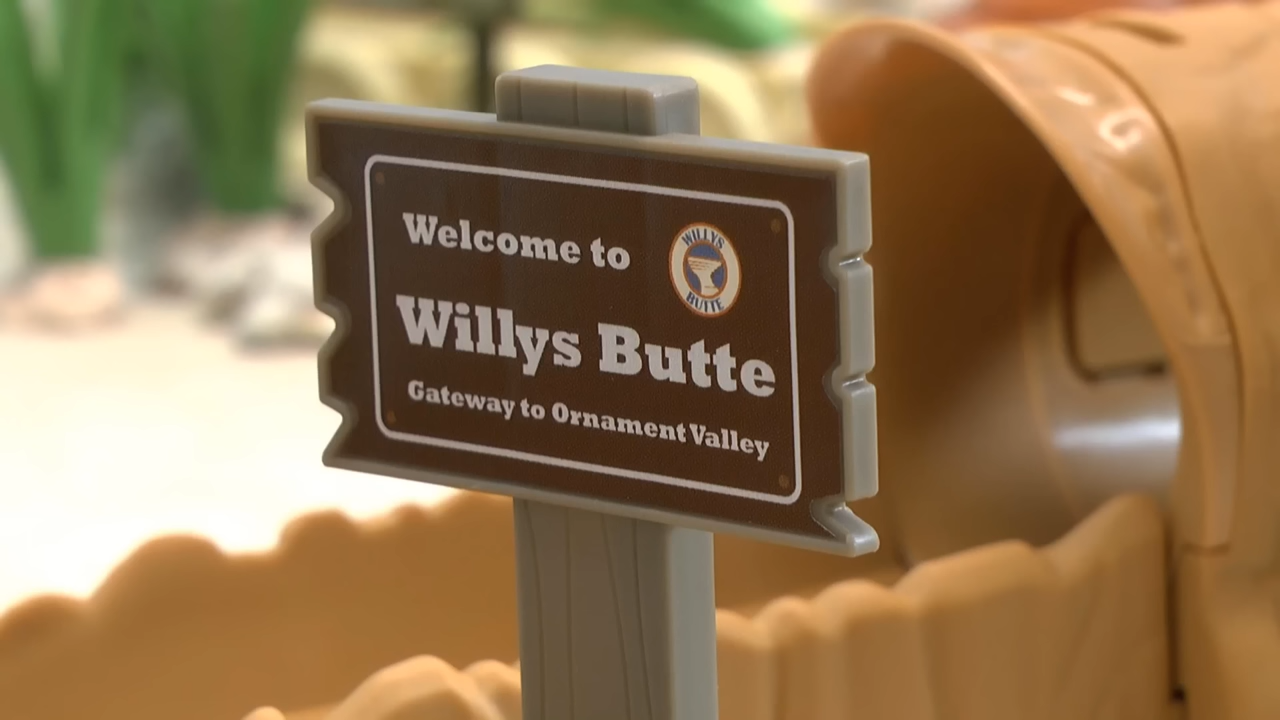 Welcome to
WILLYS
BUTTE
Willys Butte
Gateway to Ornament Valley